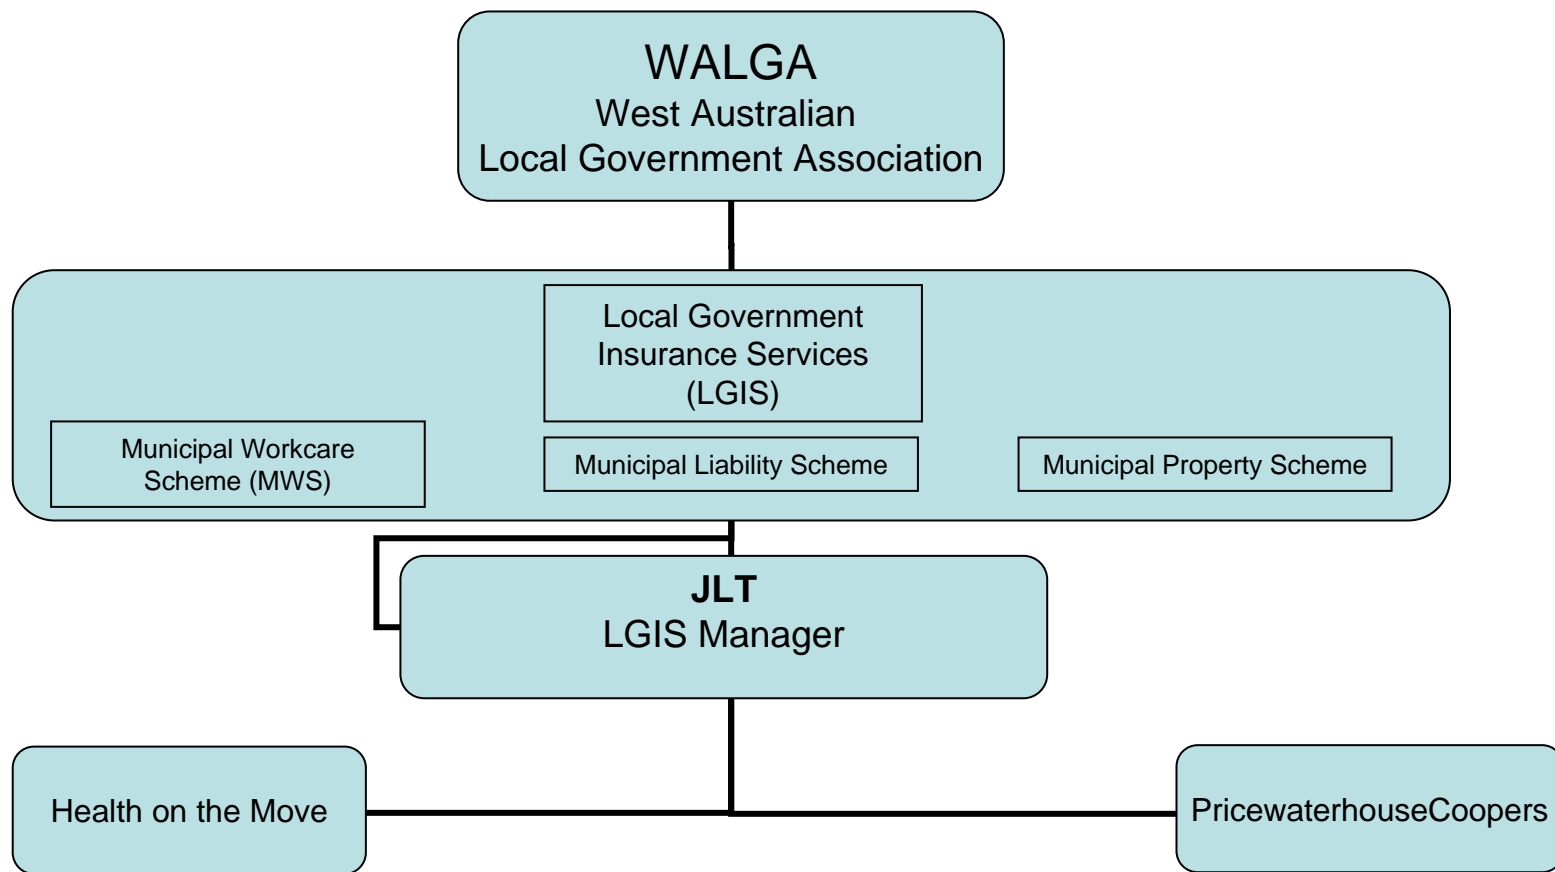 WALGA
West Australian
Local Government Association
Local Government
Insurance Services
(LGIS)
Municipal Workcare
Scheme (MWS)
Municipal Liability Scheme
Municipal Property Scheme
JLT
LGIS Manager
Health on the Move
PricewaterhouseCoopers